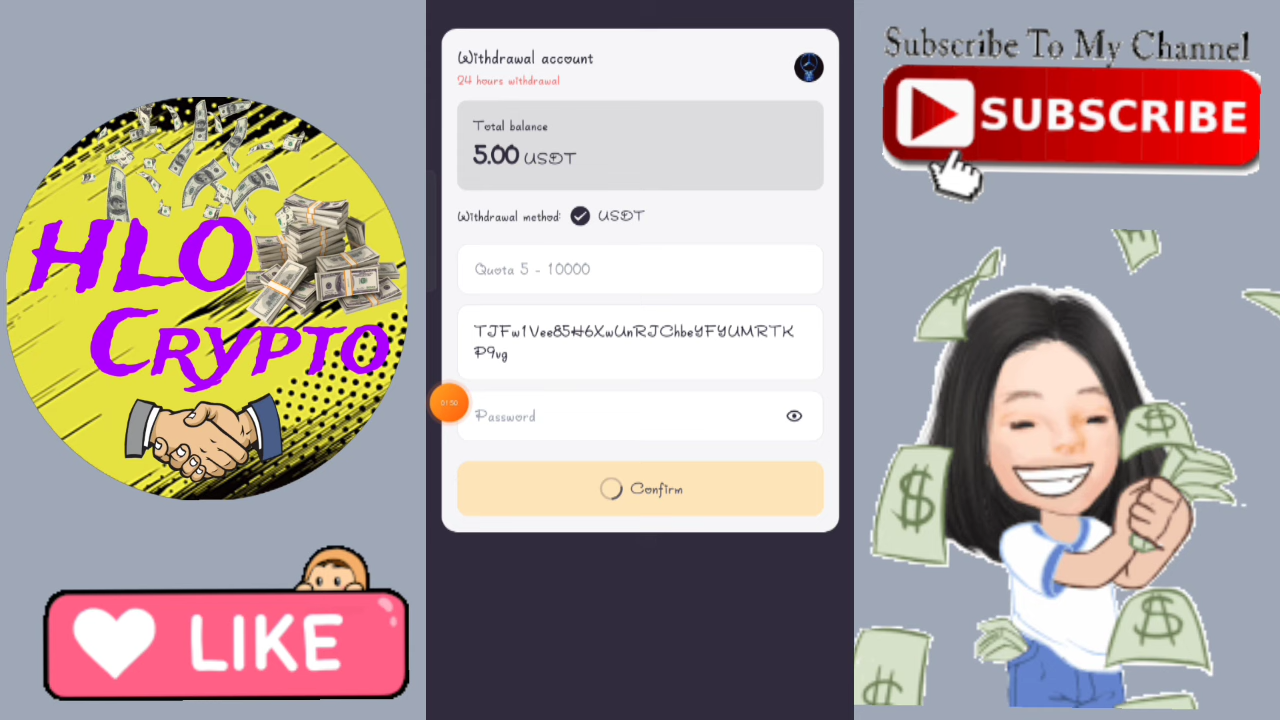 HLO
CRYPTO
LIKE
Withdrawal account
24 hours withdrawal
Total balance
5.00 USDT
Withdrawal method: USDT
Quota 5 - 10000
TJFw1Vee85H6XwUnRJChbeYFYUMRTK
P9vg
Password
Confirm
Subscribe To My Channel
SUBSCRIBE